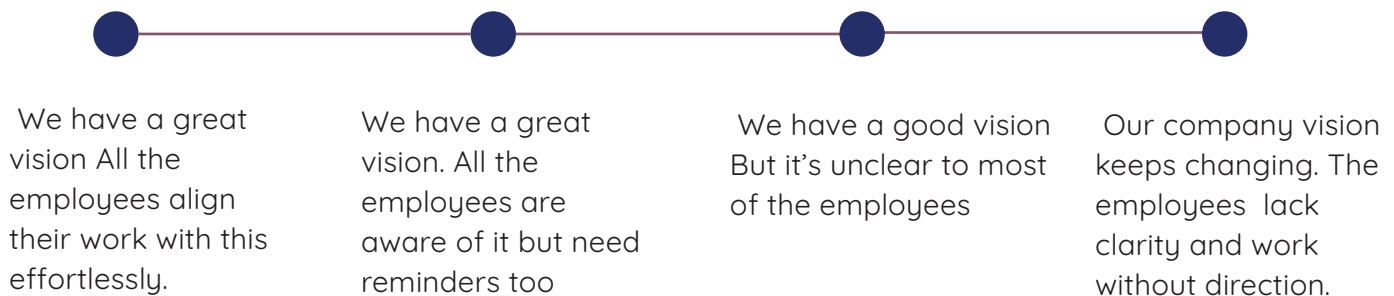 We have a great
vision All the
employees align
their work with this
effortlessly.
We have a great
vision. All the
employees are
aware of it but need
reminders too
We have a good vision
But it’s unclear to most
of the employees
Our company vision
keeps changing. The
employees lack
clarity and work
without direction.